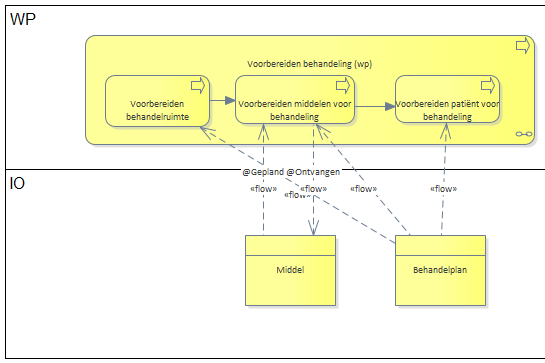 WP
Voorbereiden behandeling (wp)
Voorbereiden
behandelruimte
Voorbereiden middelen voor
behandeling
Voorbereiden patiënt voor
behandeling
@Gepland @Ontvangen
«flow» «flow» «flow» «flow»
«flow»
IO
Middel
Behandelplan